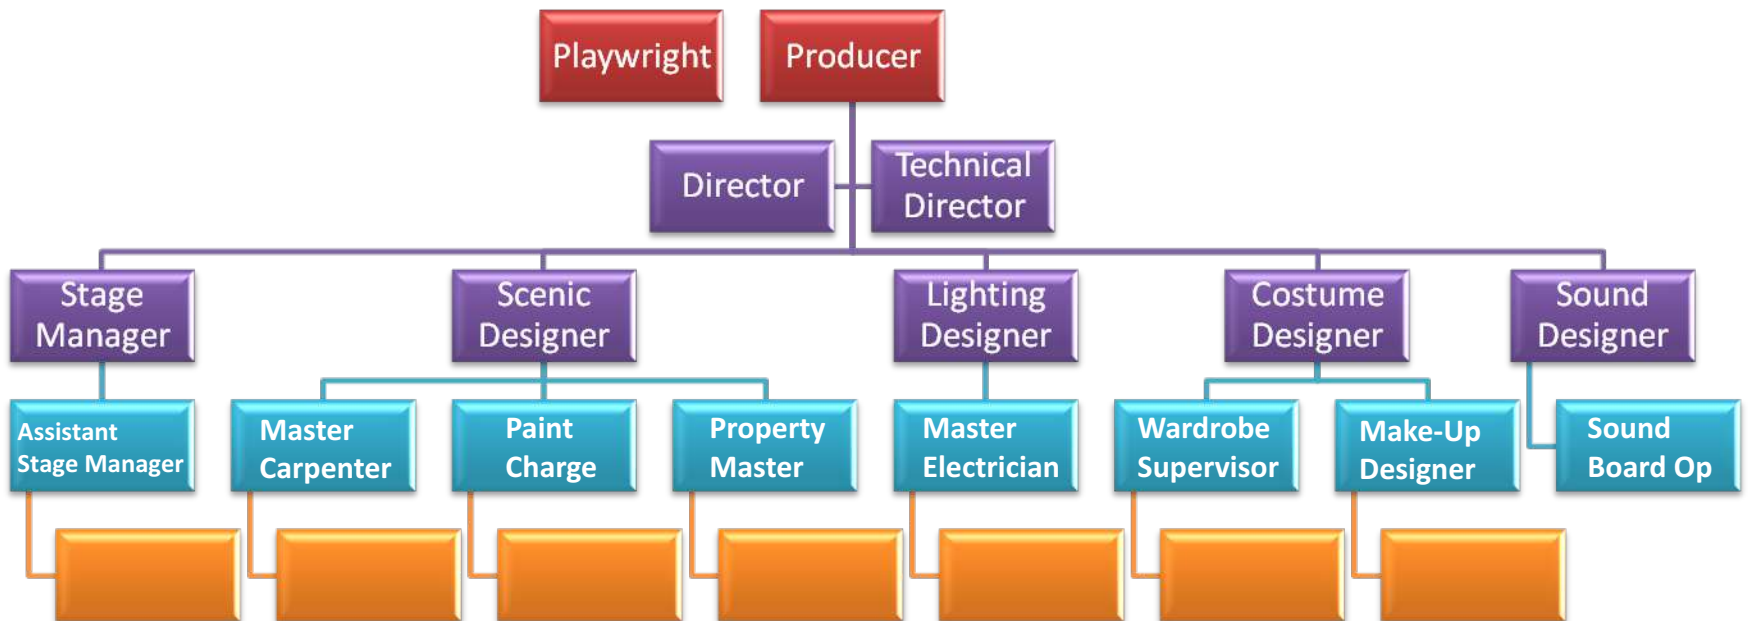 Playwright
Producer
Director
Technical
Director
Stage
Manager
Scenic
Designer
Lighting
Designer
Costume
Designer
Sound
Designer
Assistant
Stage Manager
Master
Carpenter
Paint
Charge
Property
Master
Master
Electrician
Wardrobe
Supervisor
Make-Up
Designer
Sound
Board Op